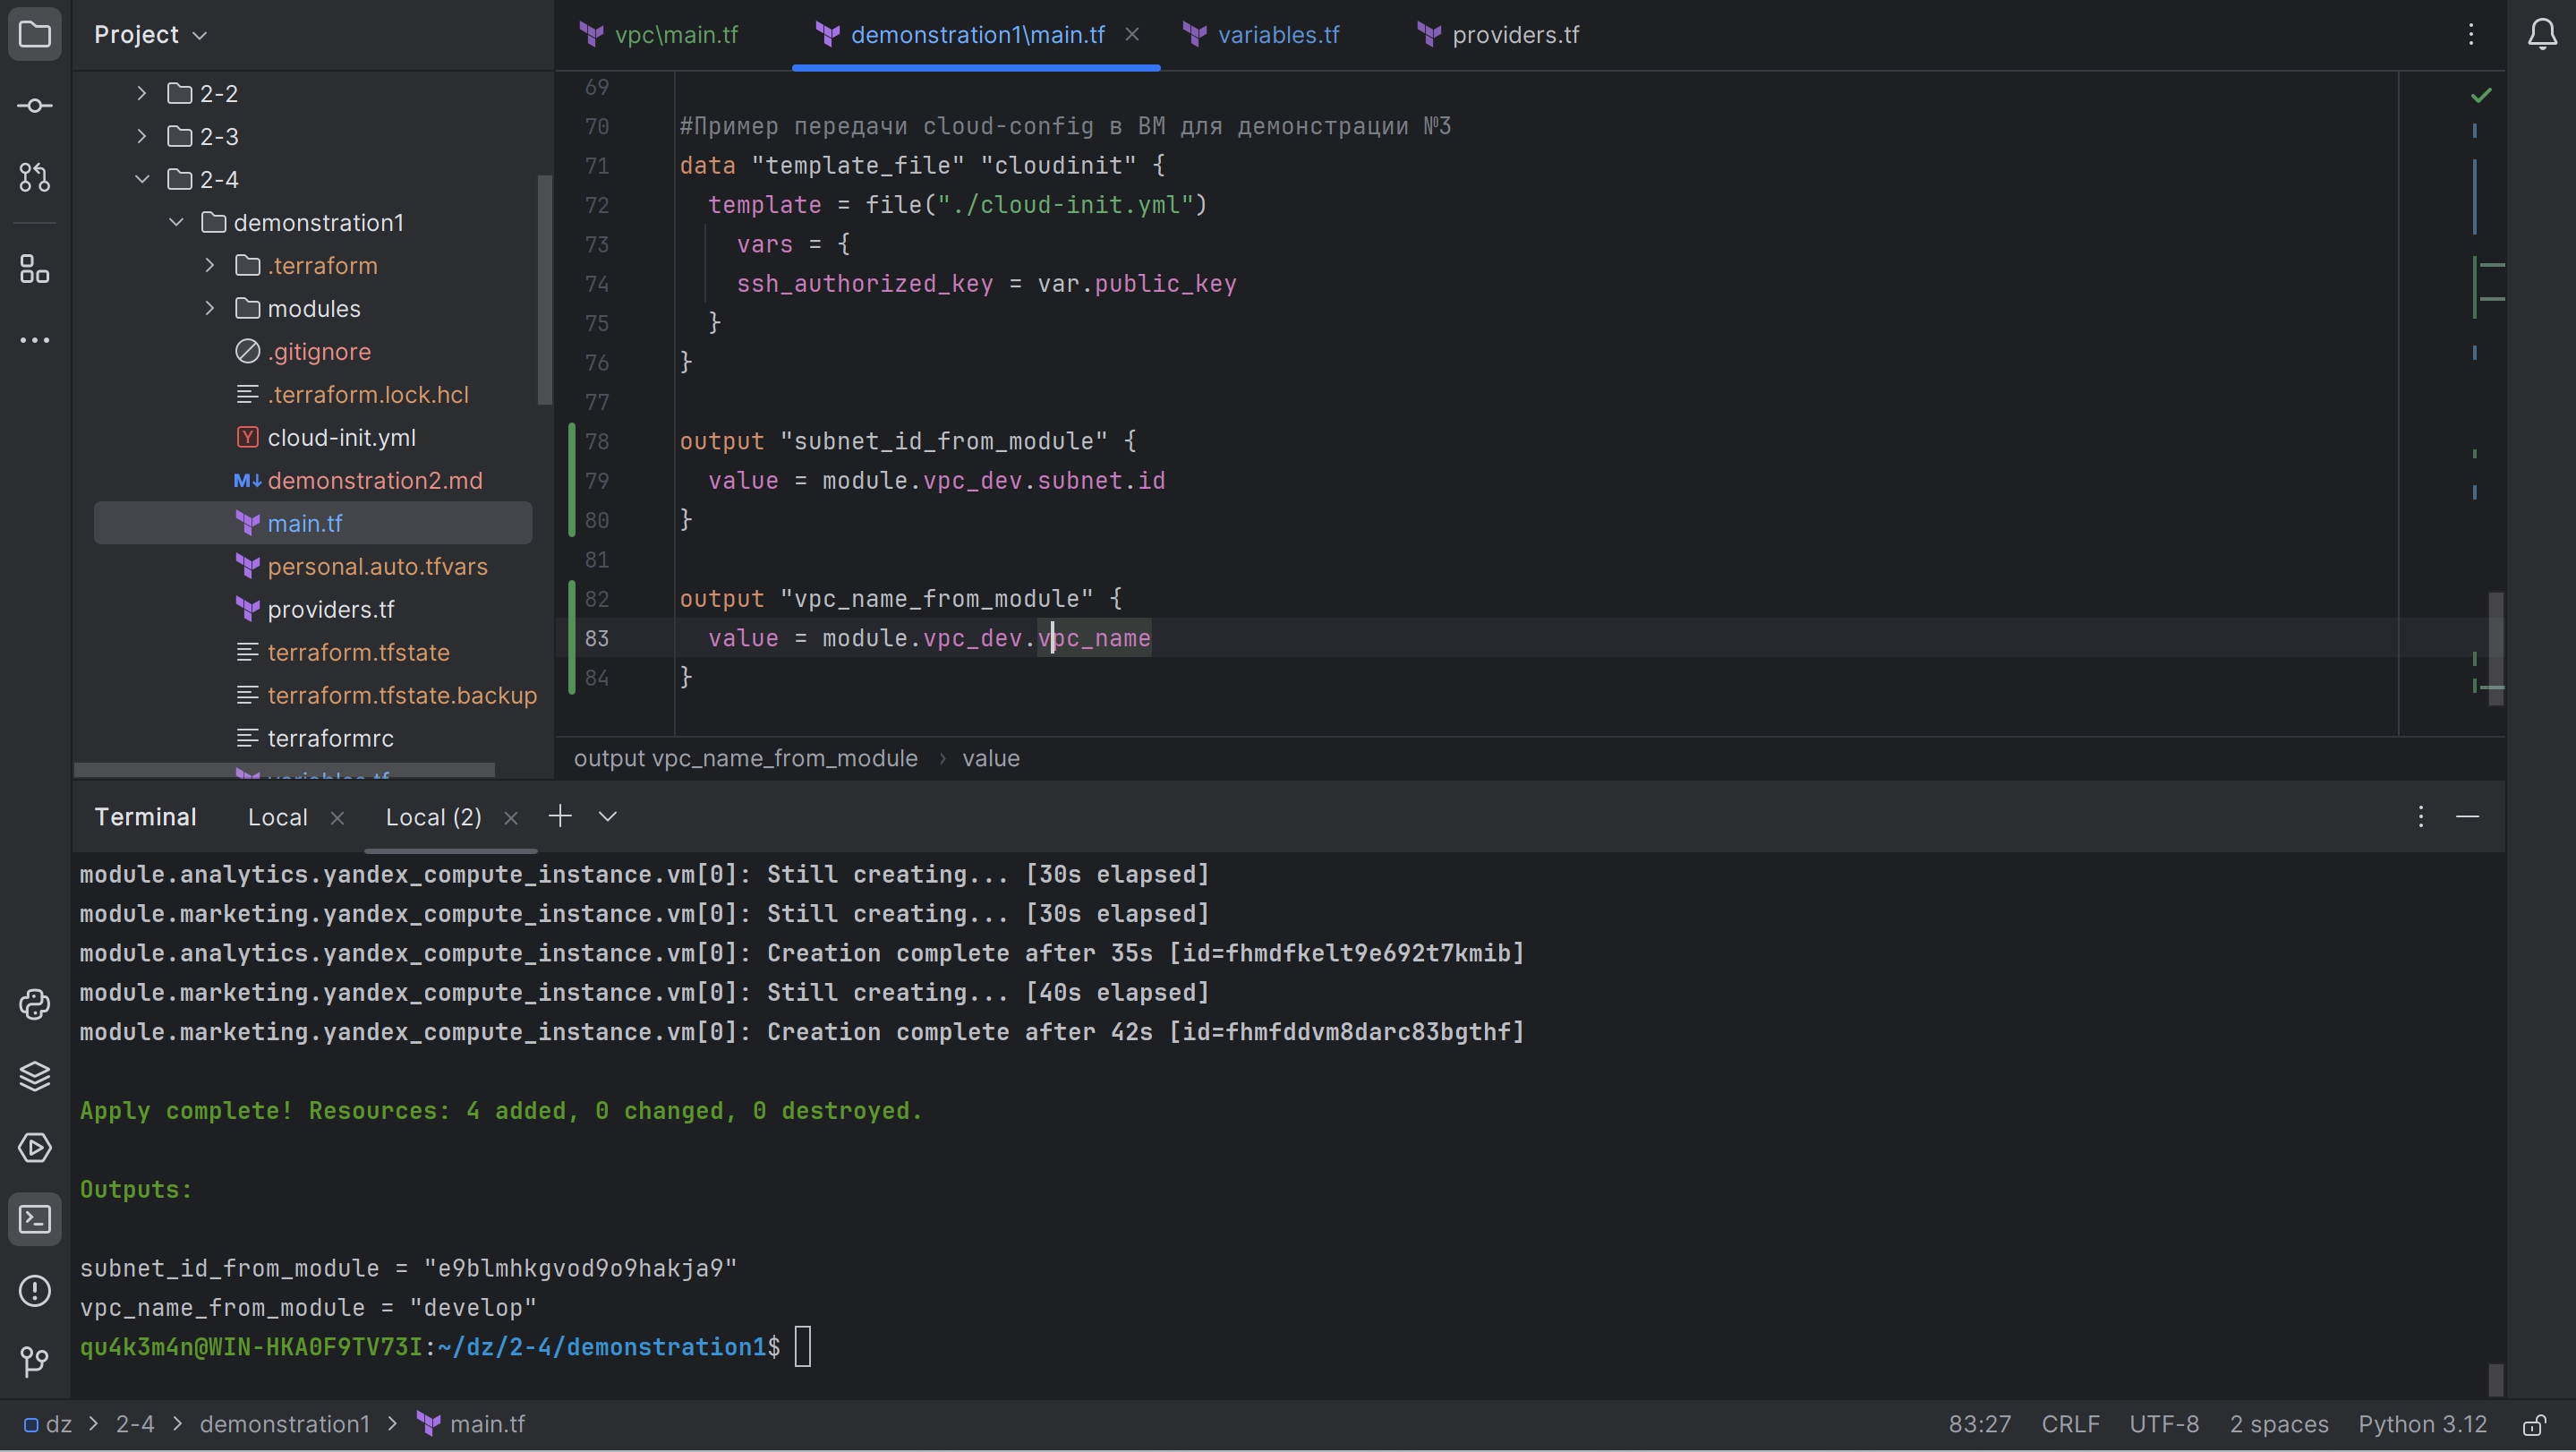 Project
vpc\main.tf
demonstration1\main.tf
variables.tf
providers.tf
2-2
2-3
2-4
demonstration1
.terraform
modules
.gitignore
.terraform.lock.hcl
Y cloud-init.yml
M↓ demonstration2.md
main.tf
personal.auto.tfvars
providers.tf
terraform.tfstate
terraform.tfstate.backup
terraformrc
variables.tf
69
70 #Пример передачи cloud-config в ВМ для демонстрации №3
71 data "template_file" "cloudinit" {
72   template = file("./cloud-init.yml")
73     vars = {
74     ssh_authorized_key = var.public_key
75   }
76 }
77
78 output "subnet_id_from_module" {
79   value = module.vpc_dev.subnet.id
80 }
81
82 output "vpc_name_from_module" {
83   value = module.vpc_dev.vpc_name
84 }
output vpc_name_from_module › value
Terminal Local Local (2)
module.analytics.yandex_compute_instance.vm[0]: Still creating... [30s elapsed]
module.marketing.yandex_compute_instance.vm[0]: Still creating... [30s elapsed]
module.analytics.yandex_compute_instance.vm[0]: Creation complete after 35s [id=fhmdfkelt9e692t7kmib]
module.marketing.yandex_compute_instance.vm[0]: Still creating... [40s elapsed]
module.marketing.yandex_compute_instance.vm[0]: Creation complete after 42s [id=fhmfddvm8darc83bgthf]
Apply complete! Resources: 4 added, 0 changed, 0 destroyed.
Outputs:
subnet_id_from_module = "e9blmhkgvod9o9hakja9"
vpc_name_from_module = "develop"
qu4k3m4n@WIN-HKA0F9TV73I:~/dz/2-4/demonstration1$
dz > 2-4 > demonstration1 > main.tf
83:27 CRLF UTF-8 2 spaces Python 3.12